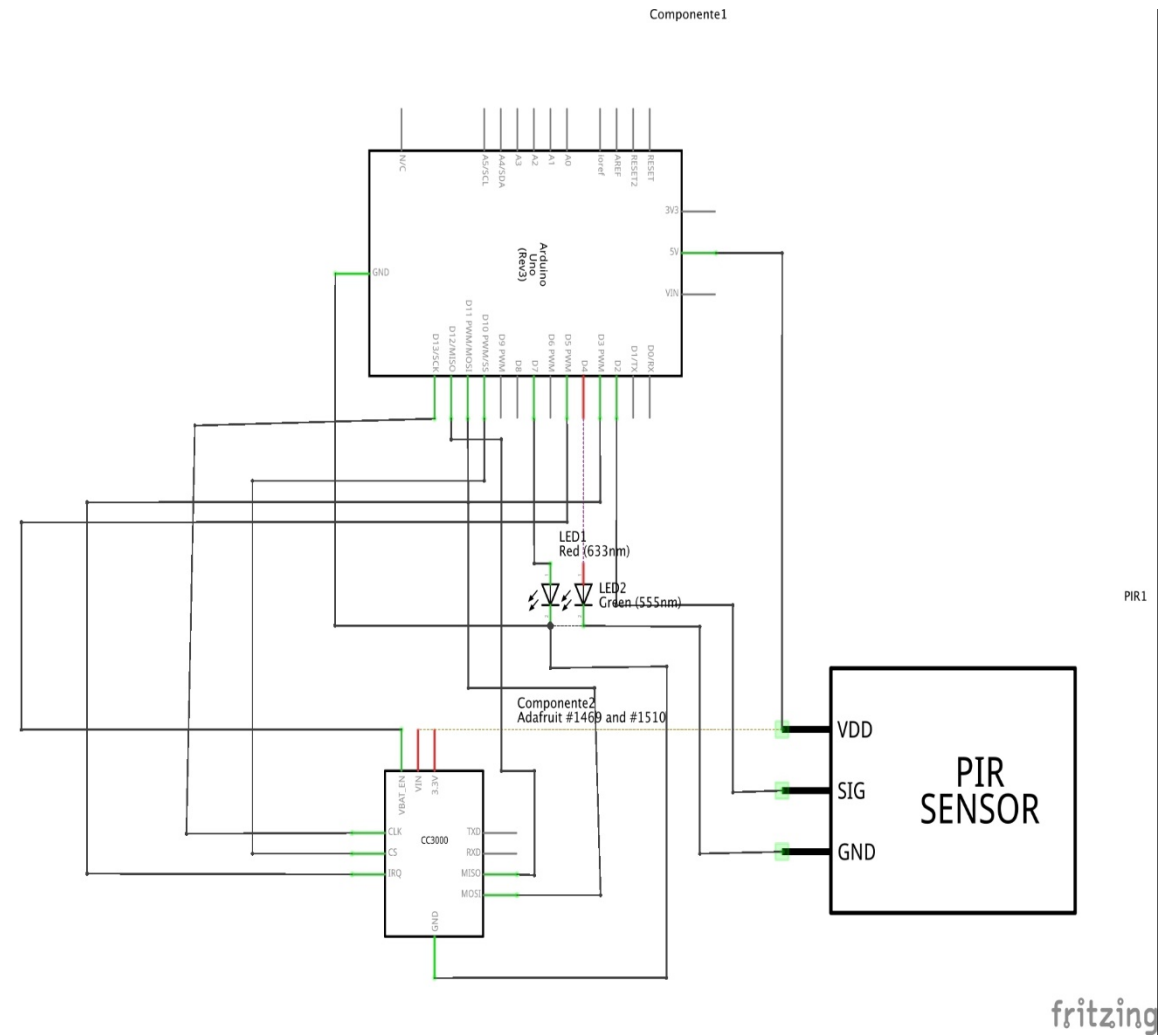 Componente1
N/C
A5/SCL
A4/SDA
A3
A2
A1
A0
ioref
AREF
RESET2
RESET
3V3
5V
VIN
GND
Arduino
Uno
(Rev3)
D13/SCK
D12/MISO
D11 PWM/MOSI
D10 PWM/SS
D9 PWM
D8
D7
D6 PWM
D5 PWM
D4
D3 PWM
D2
D1/TX
D0/RX
LED1
Red (633nm)
LED2
Green (555nm)
PIR1
Componente2
Adafruit #1469 and #1510
VBAT_EN
VIN
3.3V
CLK
CS
IRQ
CC3000
TXD
RXD
MISO
MOSI
GND
VDD
SIG
GND
PIR
SENSOR
fritzing